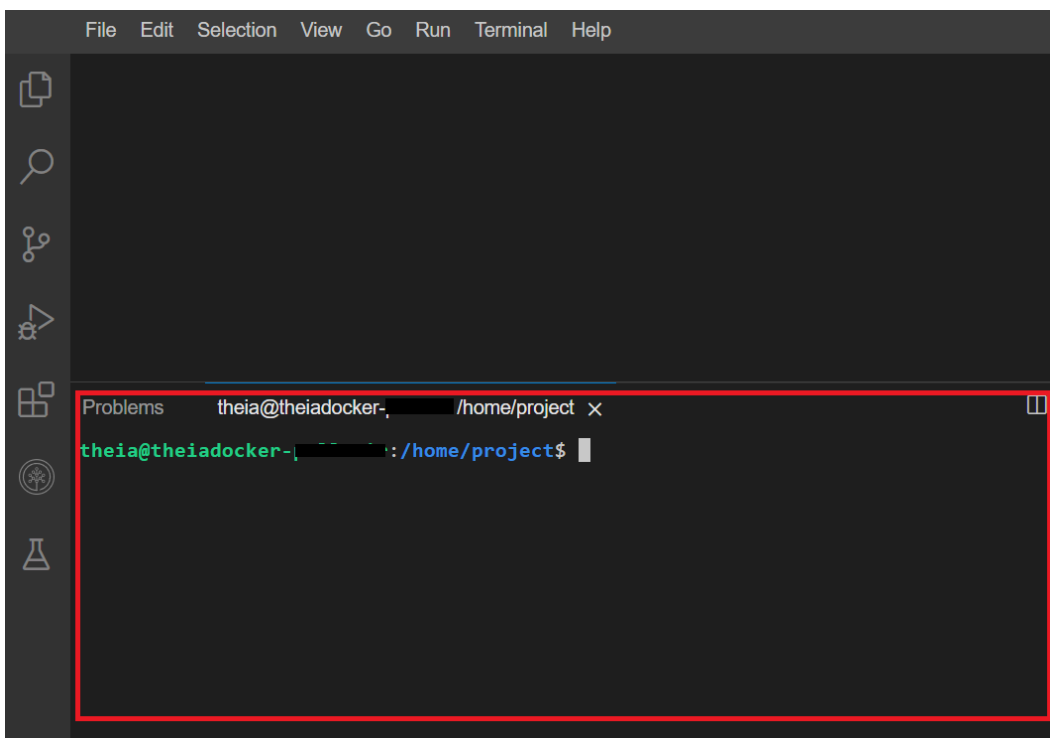 File Edit Selection View Go Run Terminal Help
Problems theia@theiadocker- /home/project
theia@theiadocker- :/home/project$